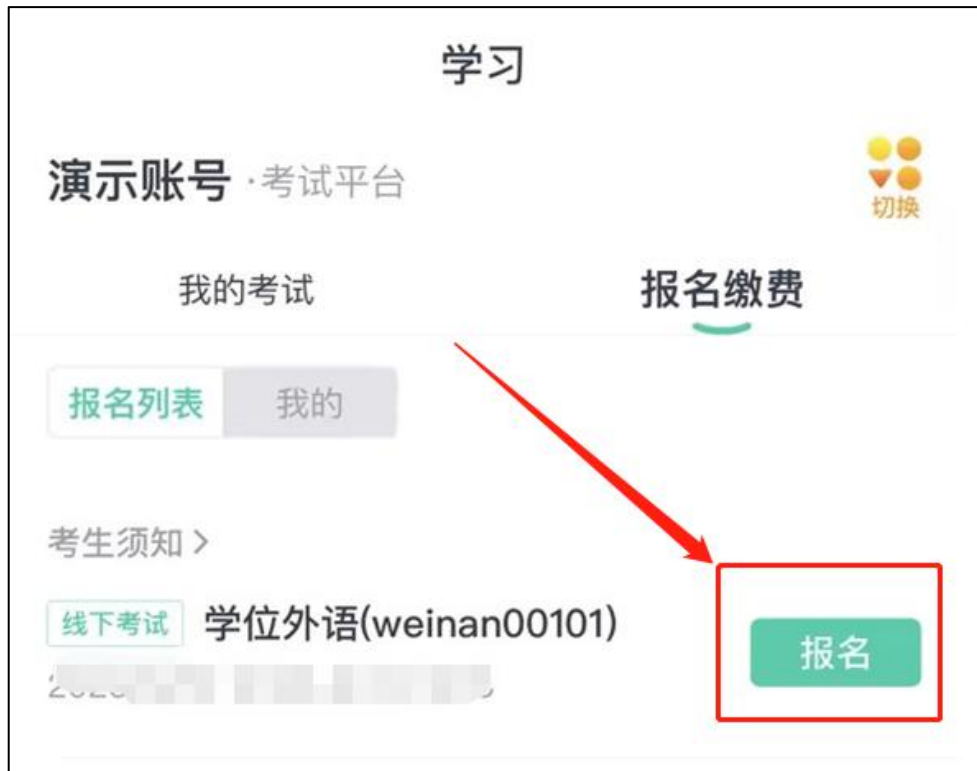 学习
演示账号 ·考试平台
切换
我的考试 报名缴费
报名列表 我的
考生须知 >
线下考试 学位外语(weinan00101)
报名